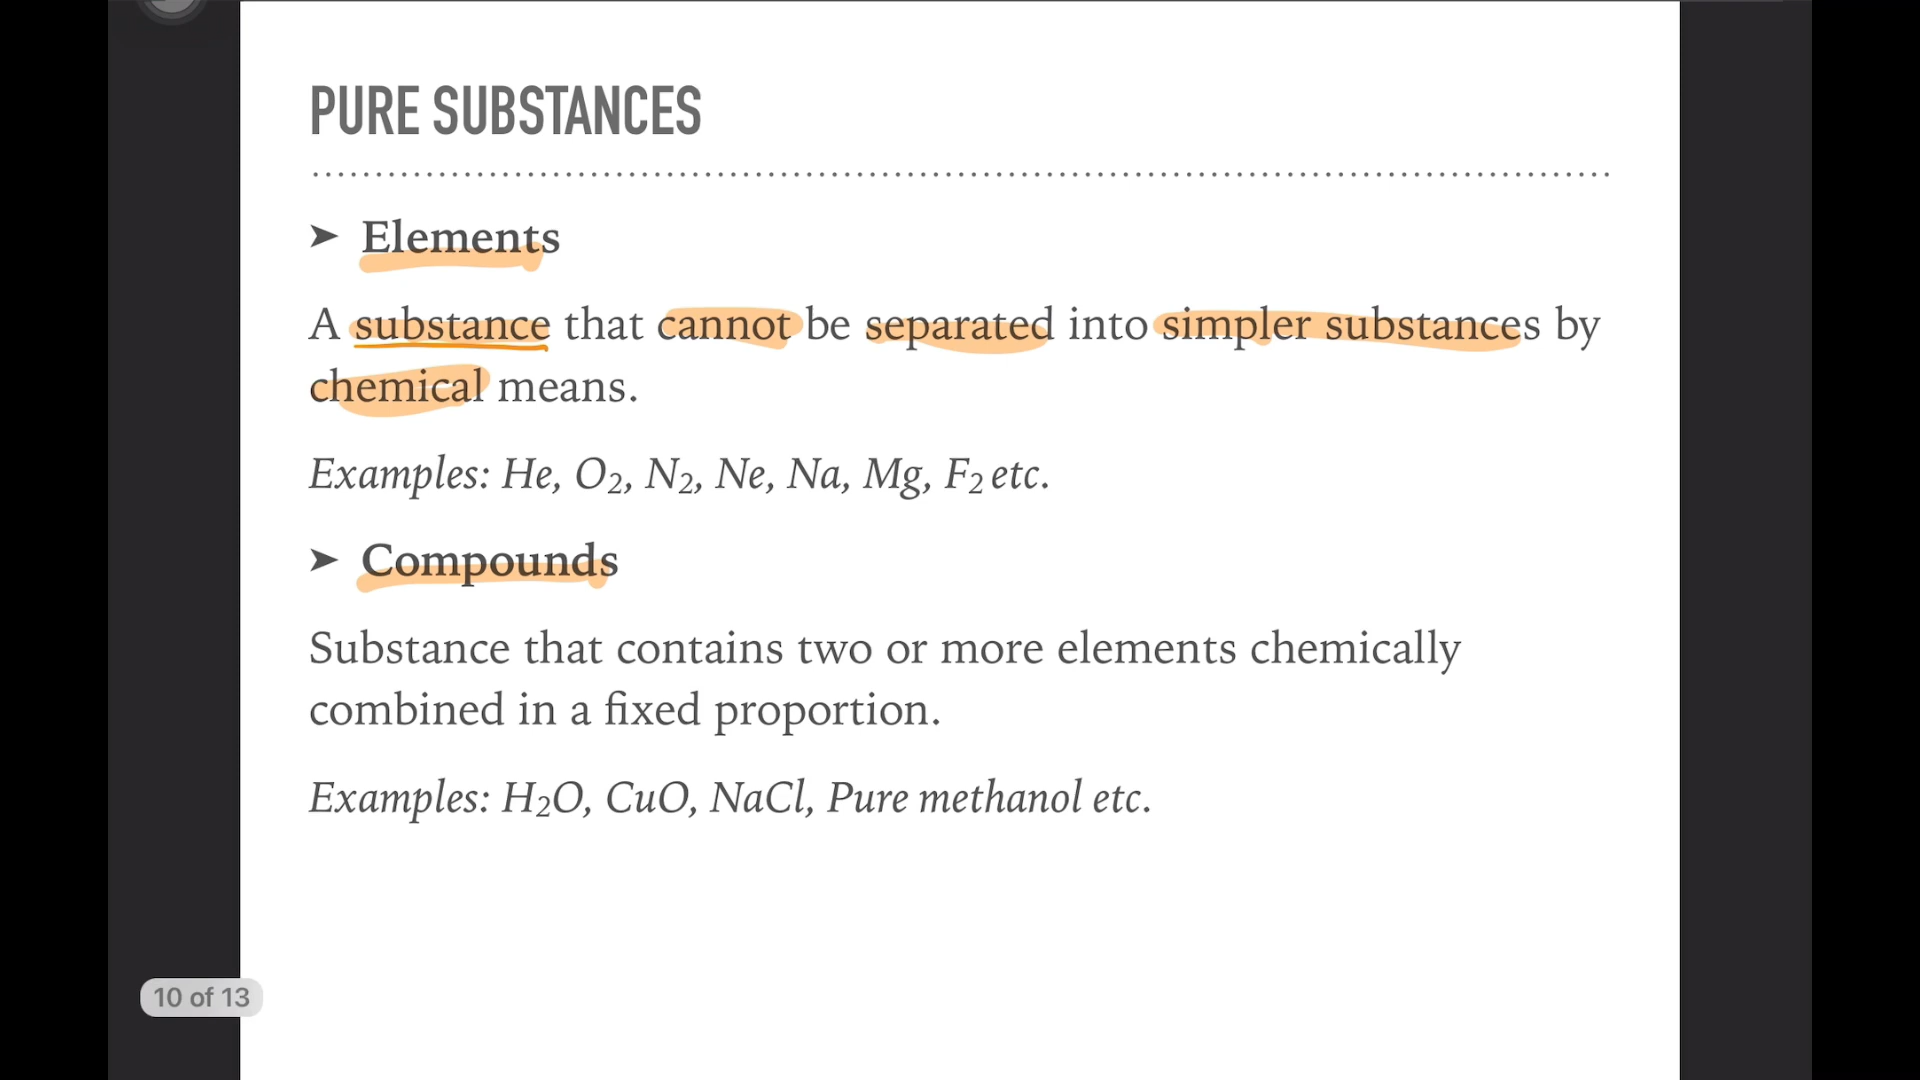 PURE SUBSTANCES
➤ Elements
A substance that cannot be separated into simpler substances by
chemical means.
Examples: He, O₂, N₂, Ne, Na, Mg, F₂ etc.
➤ Compounds
Substance that contains two or more elements chemically
combined in a fixed proportion.
Examples: H₂O, CuO, NaCl, Pure methanol etc.
10 of 13